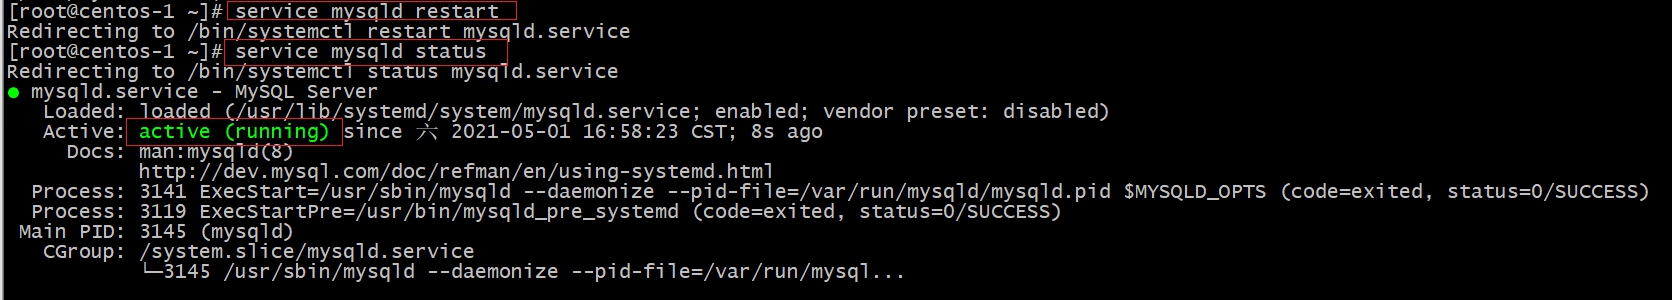 [root@centos-1 ~]# service mysqld restart
Redirecting to /bin/systemctl restart mysqld.service
[root@centos-1 ~]# service mysqld status
Redirecting to /bin/systemctl status mysqld.service
● mysqld.service - MySQL Server
   Loaded: loaded (/usr/lib/systemd/system/mysqld.service; enabled; vendor preset: disabled)
   Active: active (running) since 六 2021-05-01 16:58:23 CST; 8s ago
     Docs: man:mysqld(8)
           http://dev.mysql.com/doc/refman/en/using-systemd.html
  Process: 3141 ExecStart=/usr/sbin/mysqld --daemonize --pid-file=/var/run/mysqld/mysqld.pid $MYSQLD_OPTS (code=exited, status=0/SUCCESS)
  Process: 3119 ExecStartPre=/usr/bin/mysqld_pre_systemd (code=exited, status=0/SUCCESS)
 Main PID: 3145 (mysqld)
   CGroup: /system.slice/mysqld.service
           └─3145 /usr/sbin/mysqld --daemonize --pid-file=/var/run/mysql...